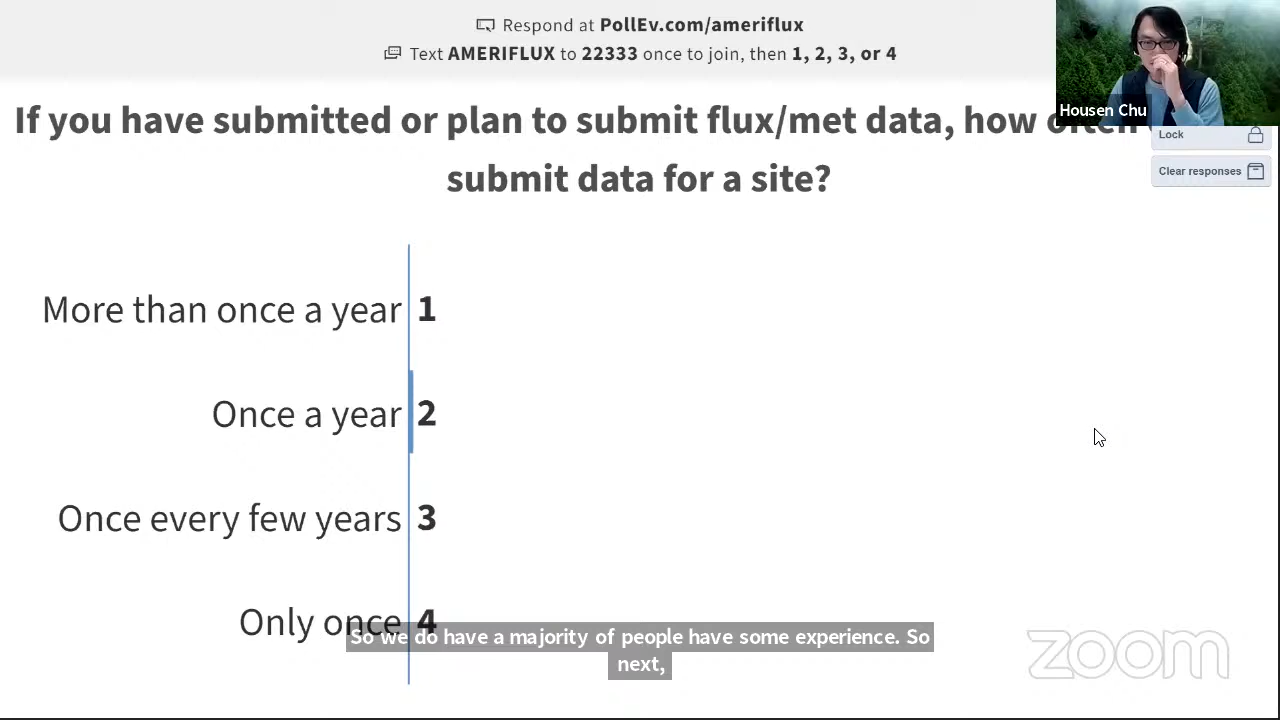 Respond at PollEv.com/ameriflux
Text AMERIFLUX to 22333 once to join, then 1, 2, 3, or 4
Housen Chu
If you have submitted or plan to submit flux/met data, how often
submit data for a site?
Lock
Clear responses
More than once a year 1
Once a year 2
Once every few years 3
Only once 4
So we do have a majority of people have some experience. So
next,
zoom